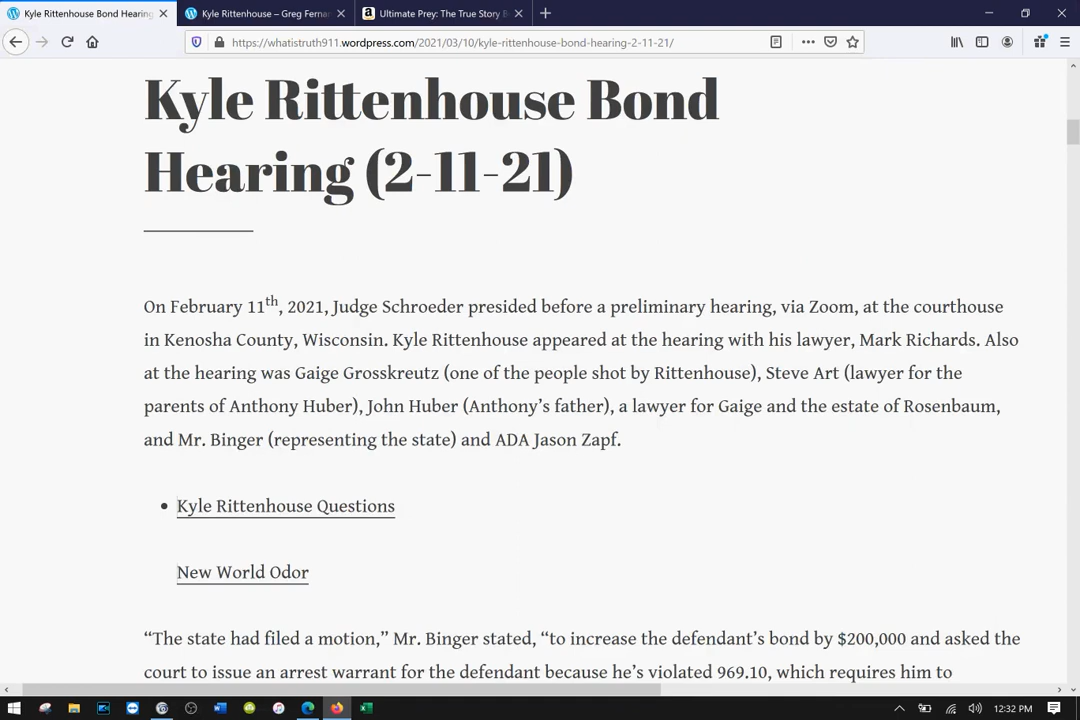 Kyle Rittenhouse Bond Hearing
Kyle Rittenhouse – Greg Fernan
Ultimate Prey: The True Story B
https://whatistruth911.wordpress.com/2021/03/10/kyle-rittenhouse-bond-hearing-2-11-21/
Kyle Rittenhouse Bond
Hearing (2-11-21)
On February 11th, 2021, Judge Schroeder presided before a preliminary hearing, via Zoom, at the courthouse
in Kenosha County, Wisconsin. Kyle Rittenhouse appeared at the hearing with his lawyer, Mark Richards. Also
at the hearing was Gaige Grosskreutz (one of the people shot by Rittenhouse), Steve Art (lawyer for the
parents of Anthony Huber), John Huber (Anthony’s father), a lawyer for Gaige and the estate of Rosenbaum,
and Mr. Binger (representing the state) and ADA Jason Zapf.
Kyle Rittenhouse Questions
New World Odor
“The state had filed a motion,” Mr. Binger stated, “to increase the defendant’s bond by $200,000 and asked the
court to issue an arrest warrant for the defendant because he’s violated 969.10, which requires him to
12:32 PM